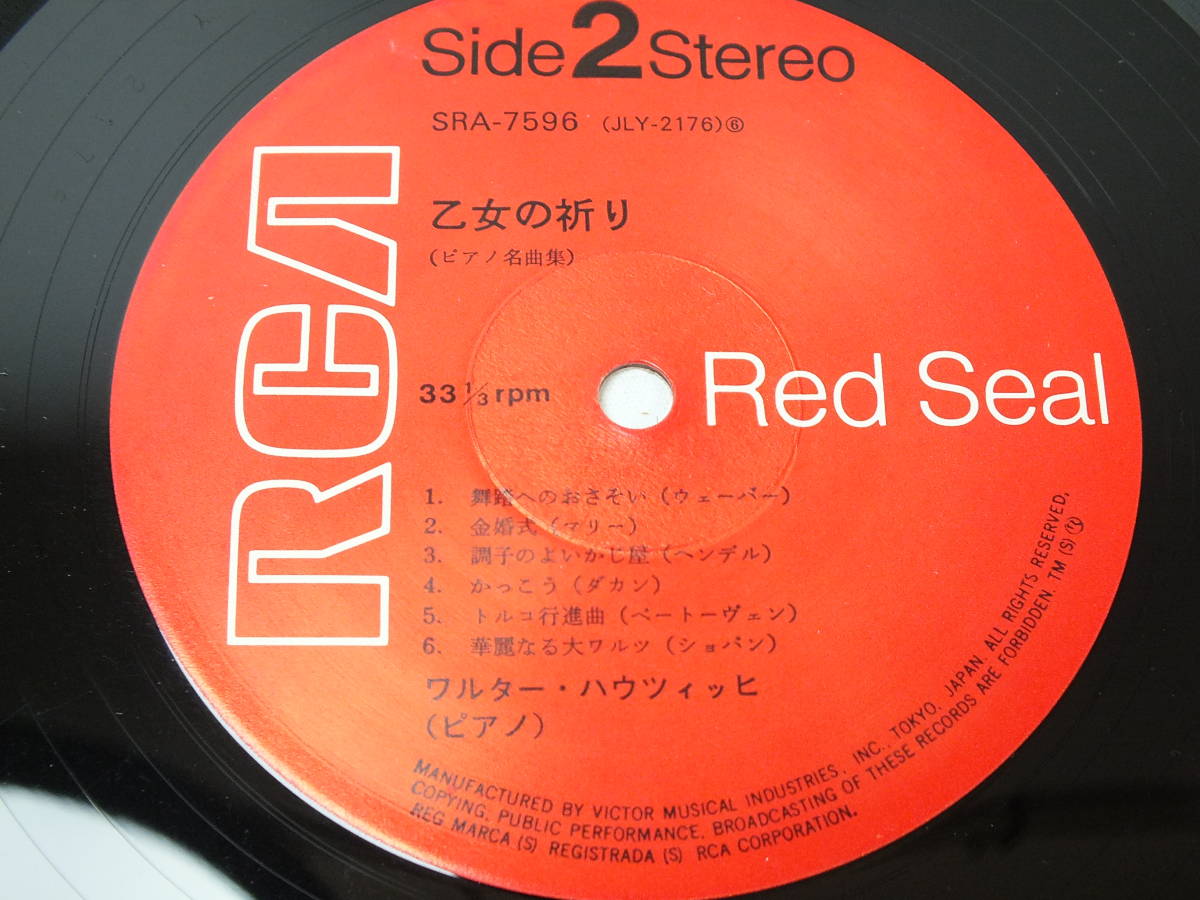 Side 2 Stereo
SRA-7596 (JLY-2176)⑥
乙女の祈り
(ピアノ名曲集)
RCA
33 1/3 rpm
Red Seal
1. 舞踏へのおさそい (ウェーバー)
2. 金婚式 (マリー)
3. 調子のよいかじ屋 (ヘンデル)
4. かっこう (ダカン)
5. トルコ行進曲 (ベートーヴェン)
6. 華麗なる大ワルツ (ショパン)
ワルター・ハウツィッヒ
(ピアノ)
MANUFACTURED BY VICTOR MUSICAL INDUSTRIES, INC., TOKYO, JAPAN. ALL RIGHTS RESERVED.
COPYING, PUBLIC PERFORMANCE, BROADCASTING OF THESE RECORDS ARE FORBIDDEN. TM (S)
REG MARCA (S) REGISTRADA (S) RCA CORPORATION.